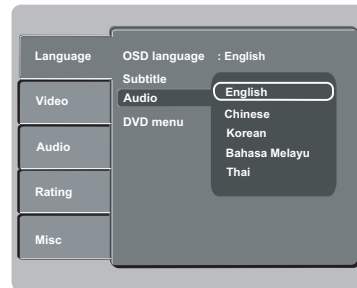 Language
Video
Audio
Rating
Misc
OSD language : English
Subtitle
Audio
DVD menu
English
Chinese
Korean
Bahasa Melayu
Thai